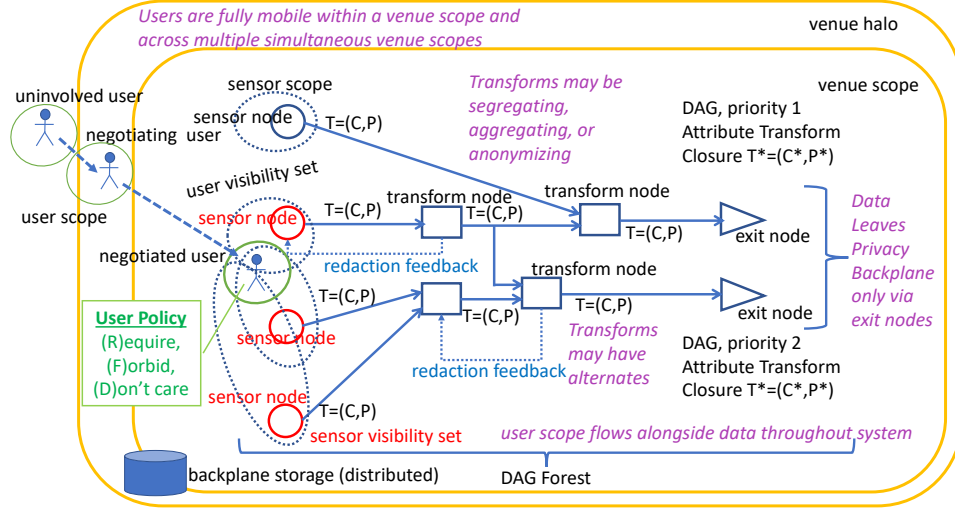 Users are fully mobile within a venue scope and
across multiple simultaneous venue scopes
venue halo
venue scope
uninvolved user
negotiating user
user scope
sensor scope
sensor node
T=(C,P)
Transforms may be
segregating,
aggregating, or
anonymizing
DAG, priority 1
Attribute Transform
Closure T*=(C*,P*)
user visibility set
sensor node
T=(C,P)
transform node
T=(C,P)
transform node
T=(C,P)
exit node
Data
Leaves
Privacy
Backplane
only via
exit nodes
negotiated user
redaction feedback
transform node
T=(C,P)
T=(C,P)
T=(C,P)
exit node
User Policy
(R)equire,
(F)orbid,
(D)on't care
sensor node
redaction feedback
Transforms
may have
alternates
DAG, priority 2
Attribute Transform
Closure T*=(C*,P*)
sensor node
T=(C,P)
sensor visibility set
user scope flows alongside data throughout system
backplane storage (distributed)
DAG Forest